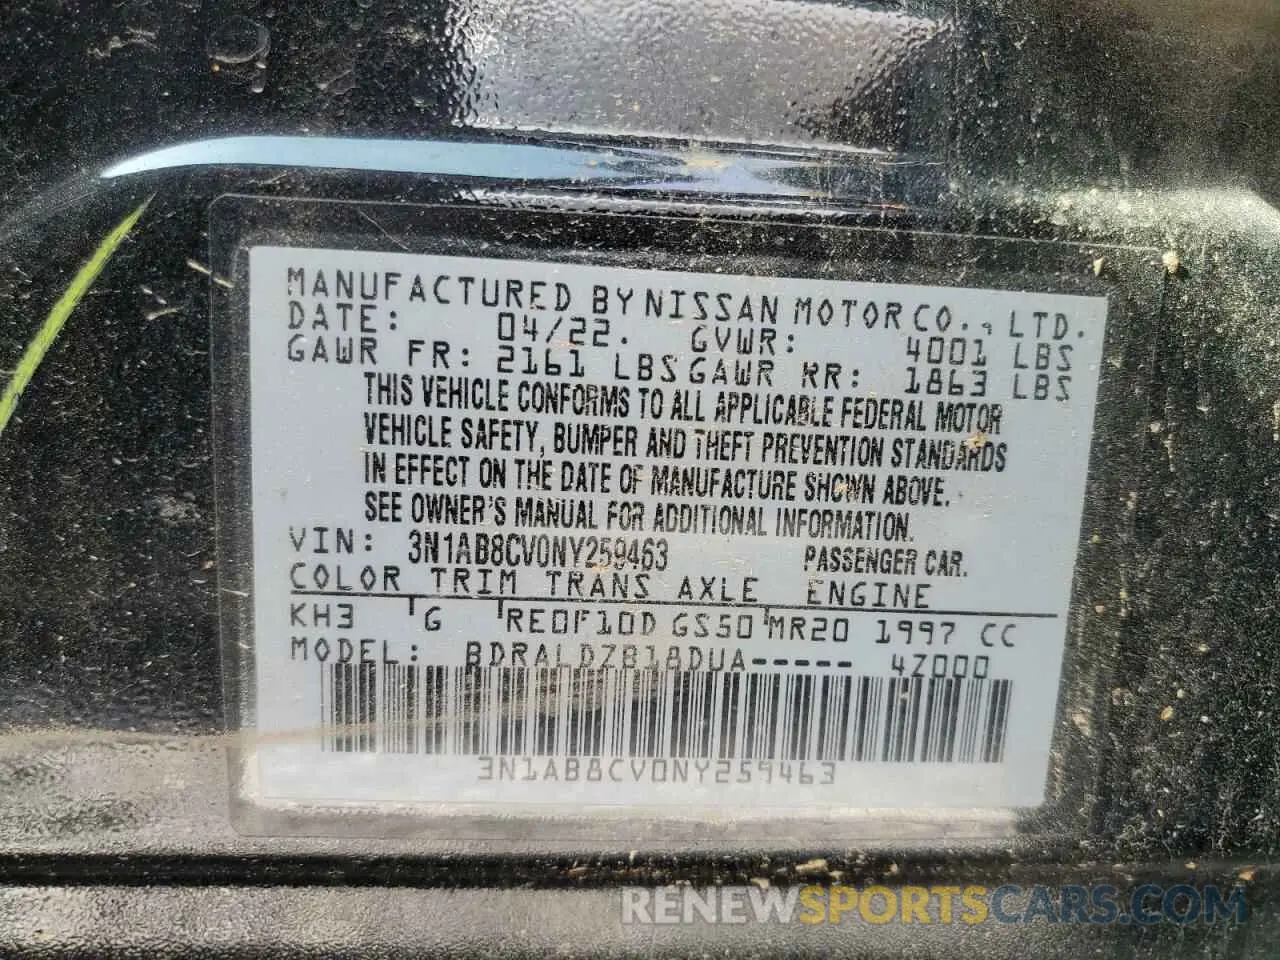 MANUFACTURED BY NISSAN MOTOR CO., LTD.
DATE: 04/22. GVWR: 4001 LBS
GAWR FR: 2161 LBS GAWR RR: 1863 LBS
THIS VEHICLE CONFORMS TO ALL APPLICABLE FEDERAL MOTOR
VEHICLE SAFETY, BUMPER AND THEFT PREVENTION STANDARDS
IN EFFECT ON THE DATE OF MANUFACTURE SHOWN ABOVE.
SEE OWNER'S MANUAL FOR ADDITIONAL INFORMATION.
VIN: 3N1AB8CV0NY259463 PASSENGER CAR.
COLOR TRIM TRANS AXLE ENGINE
KH3 G RE0F10D GS50 MR20 1997 CC
MODEL: BDRALDZB18DUA----- 4Z000
3N1AB8CV0NY259463
RENEWSPORTSCARS.COM